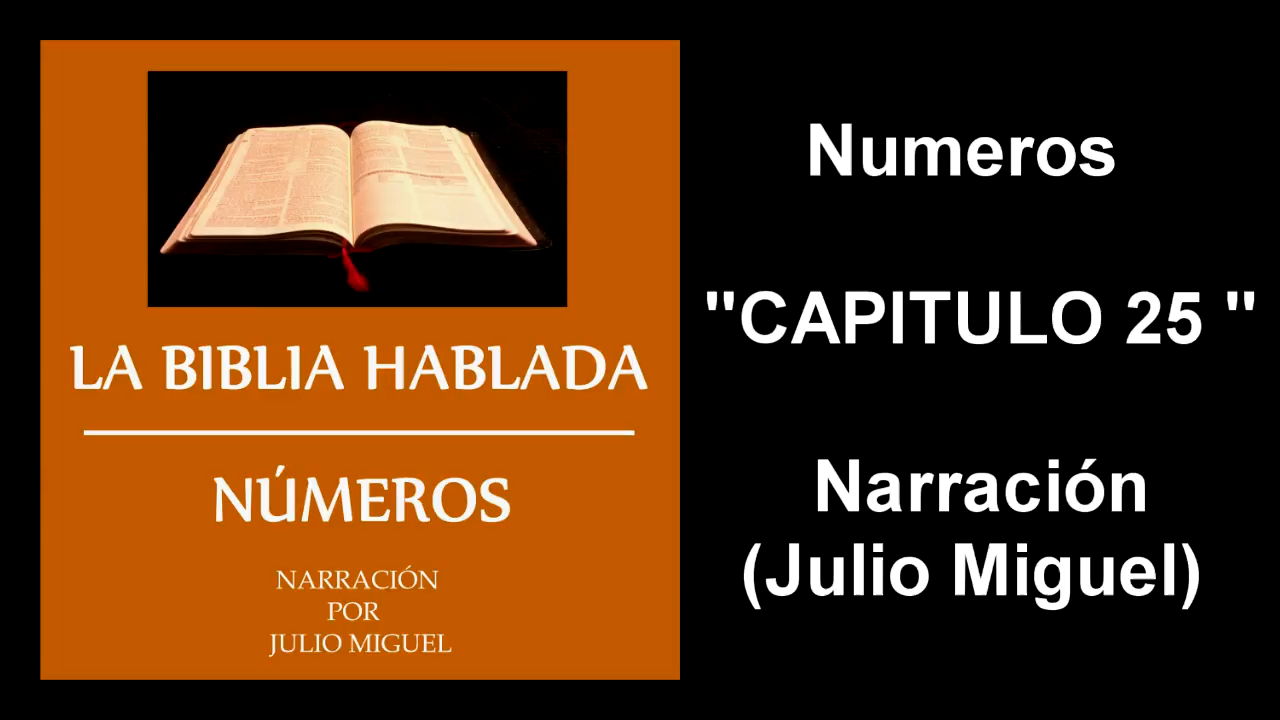 LA BIBLIA HABLADA
NÚMEROS
NARRACIÓN
POR
JULIO MIGUEL
Numeros
"CAPITULO 25 "
Narración
(Julio Miguel)